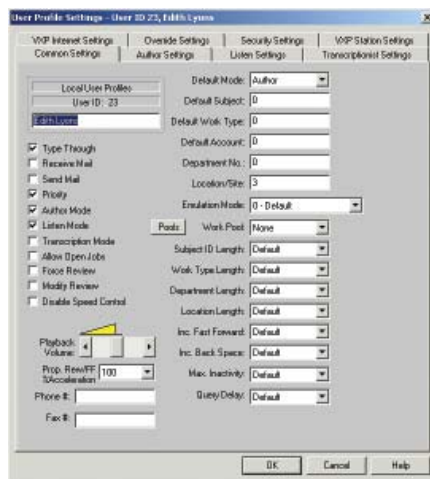 User Profile Settings - User ID 23, Edith Lyons
VXP Internet Settings
Override Settings
Security Settings
VXP Station Settings
Common Settings
Author Settings
Listen Settings
Transcriptionist Settings
Local User Profiles
User ID: 23
Edith Lyons
Type Through
Receive Mail
Send Mail
Priority
Author Mode
Listen Mode
Transcription Mode
Allow Open Jobs
Force Review
Modify Review
Disable Speed Control
Playback Volume:
Prop. Rew/FF %Acceleration 100
Phone #:
Fax #:
Default Mode: Author
Default Subject: 0
Default Work Type: 0
Default Account: 0
Department No.: 0
Location/Site: 3
Emulation Mode: 0 - Default
Pools Work Pool: None
Subject ID Length: Default
Work Type Length: Default
Department Length: Default
Location Length: Default
Inc. Fast Forward: Default
Inc. Back Space: Default
Max. Inactivity: Default
Query Delay: Default
OK
Cancel
Help